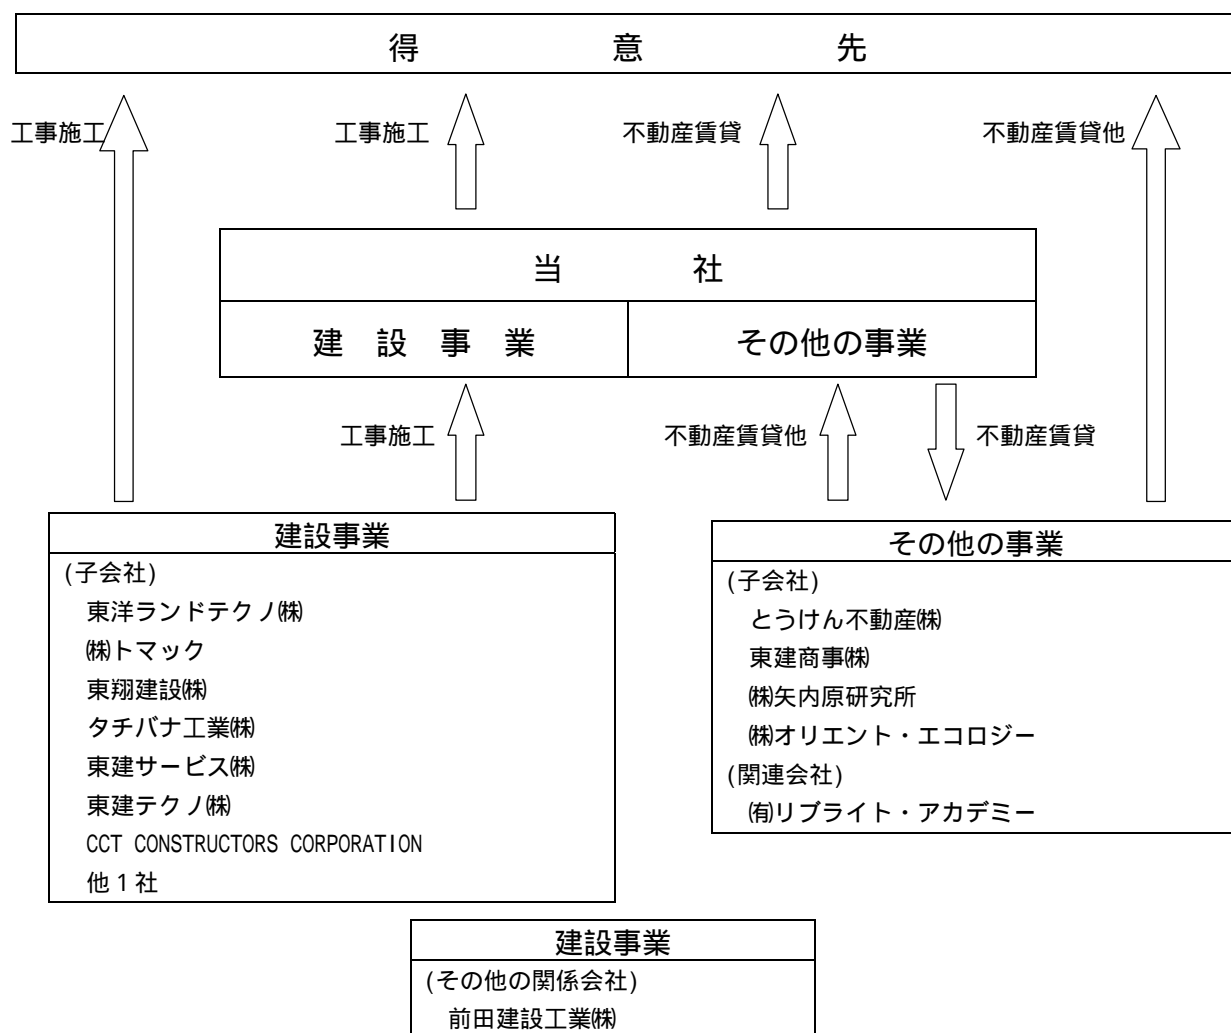 得意先
工事施工
工事施工
不動産賃貸
不動産賃貸他
当社
建設事業
その他の事業
工事施工
不動産賃貸他
不動産賃貸
建設事業
(子会社)
東洋ランドテクノ㈱
㈱トマック
東翔建設㈱
タチバナ工業㈱
東建サービス㈱
東建テクノ㈱
CCT CONSTRUCTORS CORPORATION
他1社
その他の事業
(子会社)
とうけん不動産㈱
東建商事㈱
㈱矢内原研究所
㈱オリエント・エコロジー
(関連会社)
㈲リブライト・アカデミー
建設事業
(その他の関係会社)
前田建設工業㈱